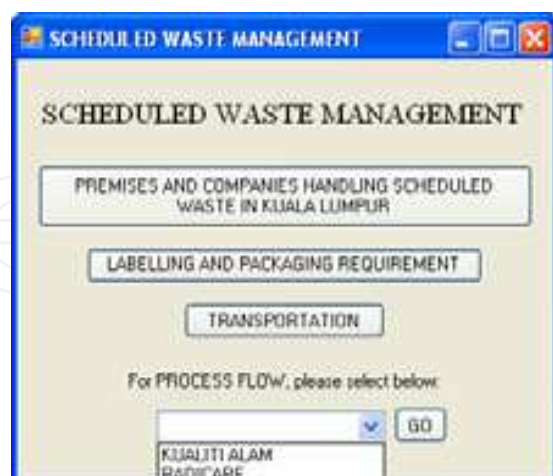 SCHEDULED WASTE MANAGEMENT
SCHEDULED WASTE MANAGEMENT
PREMISES AND COMPANIES HANDLING SCHEDULED
WASTE IN KUALA LUMPUR
LABELLING AND PACKAGING REQUIREMENT
TRANSPORTATION
For PROCESS FLOW, please select below:
GO
KUALITI ALAM
RADICARE